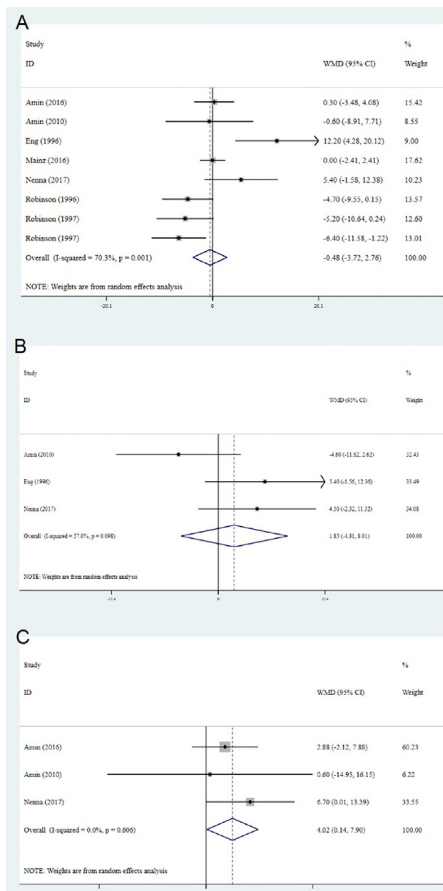 A
Study %
ID WMD (95% CI) Weight
Amin (2016) 0.30 (-3.48, 4.08) 15.42
Amin (2010) -0.60 (-8.91, 7.71) 8.55
Eng (1996) 12.20 (4.28, 20.12) 9.00
Mainz (2016) 0.00 (-2.41, 2.41) 17.62
Nenna (2017) 5.40 (-1.58, 12.38) 10.23
Robinson (1996) -4.70 (-9.55, 0.15) 13.57
Robinson (1997) -5.20 (-10.64, 0.24) 12.60
Robinson (1997) -6.40 (-11.58, -1.22) 13.01
Overall (I-squared = 70.3%, p = 0.001) -0.48 (-3.72, 2.76) 100.00
NOTE: Weights are from random effects analysis
-20.1 0 20.1
B
Study %
ID WMD (95% CI) Weight
Amin (2010) -4.60 (-11.82, 2.62) 32.43
Eng (1996) 5.40 (-1.56, 12.36) 33.49
Nenna (2017) 4.50 (-2.32, 11.32) 34.08
Overall (I-squared = 57.0%, p = 0.098) 1.85 (-4.31, 8.01) 100.00
NOTE: Weights are from random effects analysis
0
C
Study %
ID WMD (95% CI) Weight
Amin (2016) 2.88 (-2.12, 7.88) 60.23
Amin (2010) 0.60 (-14.95, 16.15) 6.22
Nenna (2017) 6.70 (0.01, 13.39) 33.55
Overall (I-squared = 0.0%, p = 0.606) 4.02 (0.14, 7.90) 100.00